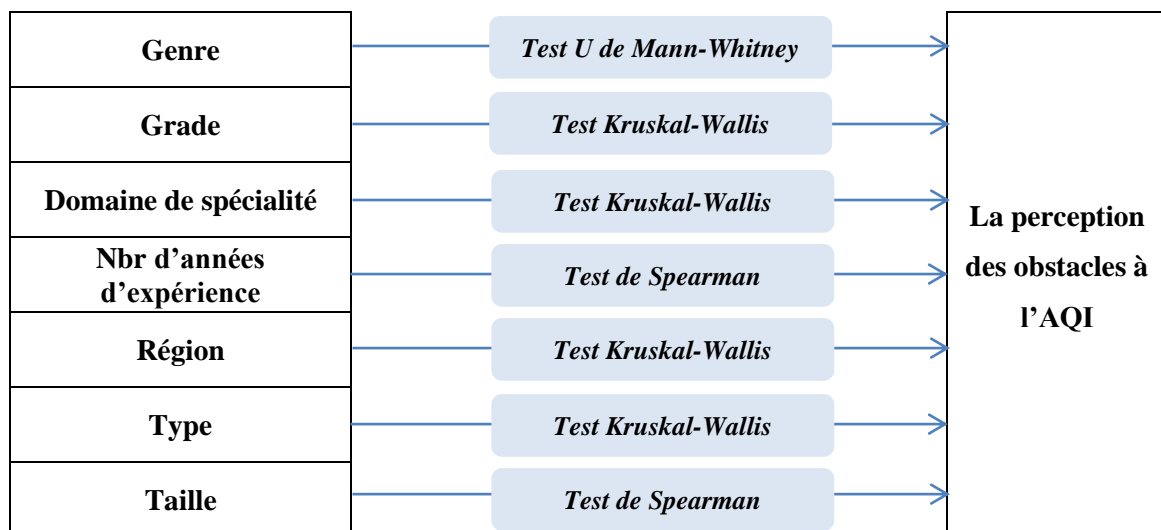 Genre
Test U de Mann-Whitney
Grade
Test Kruskal-Wallis
Domaine de spécialité
Test Kruskal-Wallis
Nbr d’années
d’expérience
Test de Spearman
Région
Test Kruskal-Wallis
Type
Test Kruskal-Wallis
Taille
Test de Spearman
La perception
des obstacles à
l’AQI